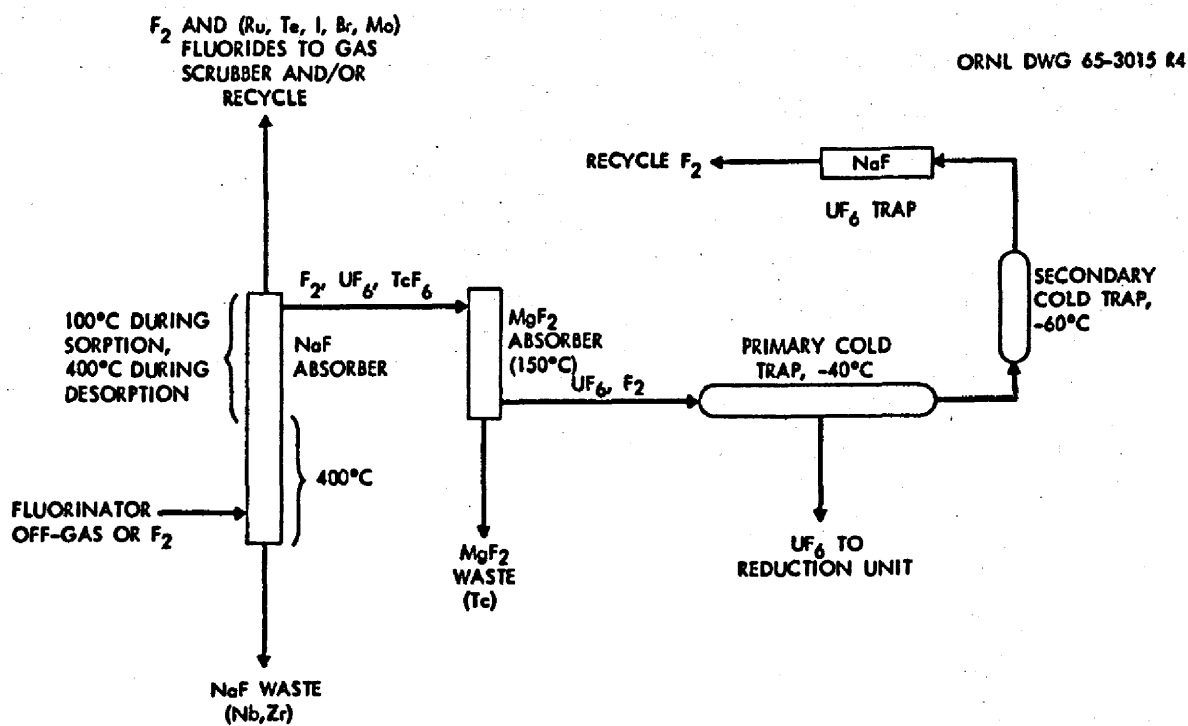 F2 AND (Ru, Te, I, Br, Mo)
FLUORIDES TO GAS
SCRUBBER AND/OR
RECYCLE
ORNL DWG 65-3015 R4
RECYCLE F2
NaF
UF6 TRAP
SECONDARY
COLD TRAP,
-60°C
F2, UF6, TcF6
100°C DURING
SORPTION,
400°C DURING
DESORPTION
NaF
ABSORBER
MgF2
ABSORBER
(150°C)
UF6, F2
PRIMARY COLD
TRAP, -40°C
400°C
FLUORINATOR
OFF-GAS OR F2
MgF2
WASTE
(Tc)
UF6 TO
REDUCTION UNIT
NaF WASTE
(Nb,Zr)